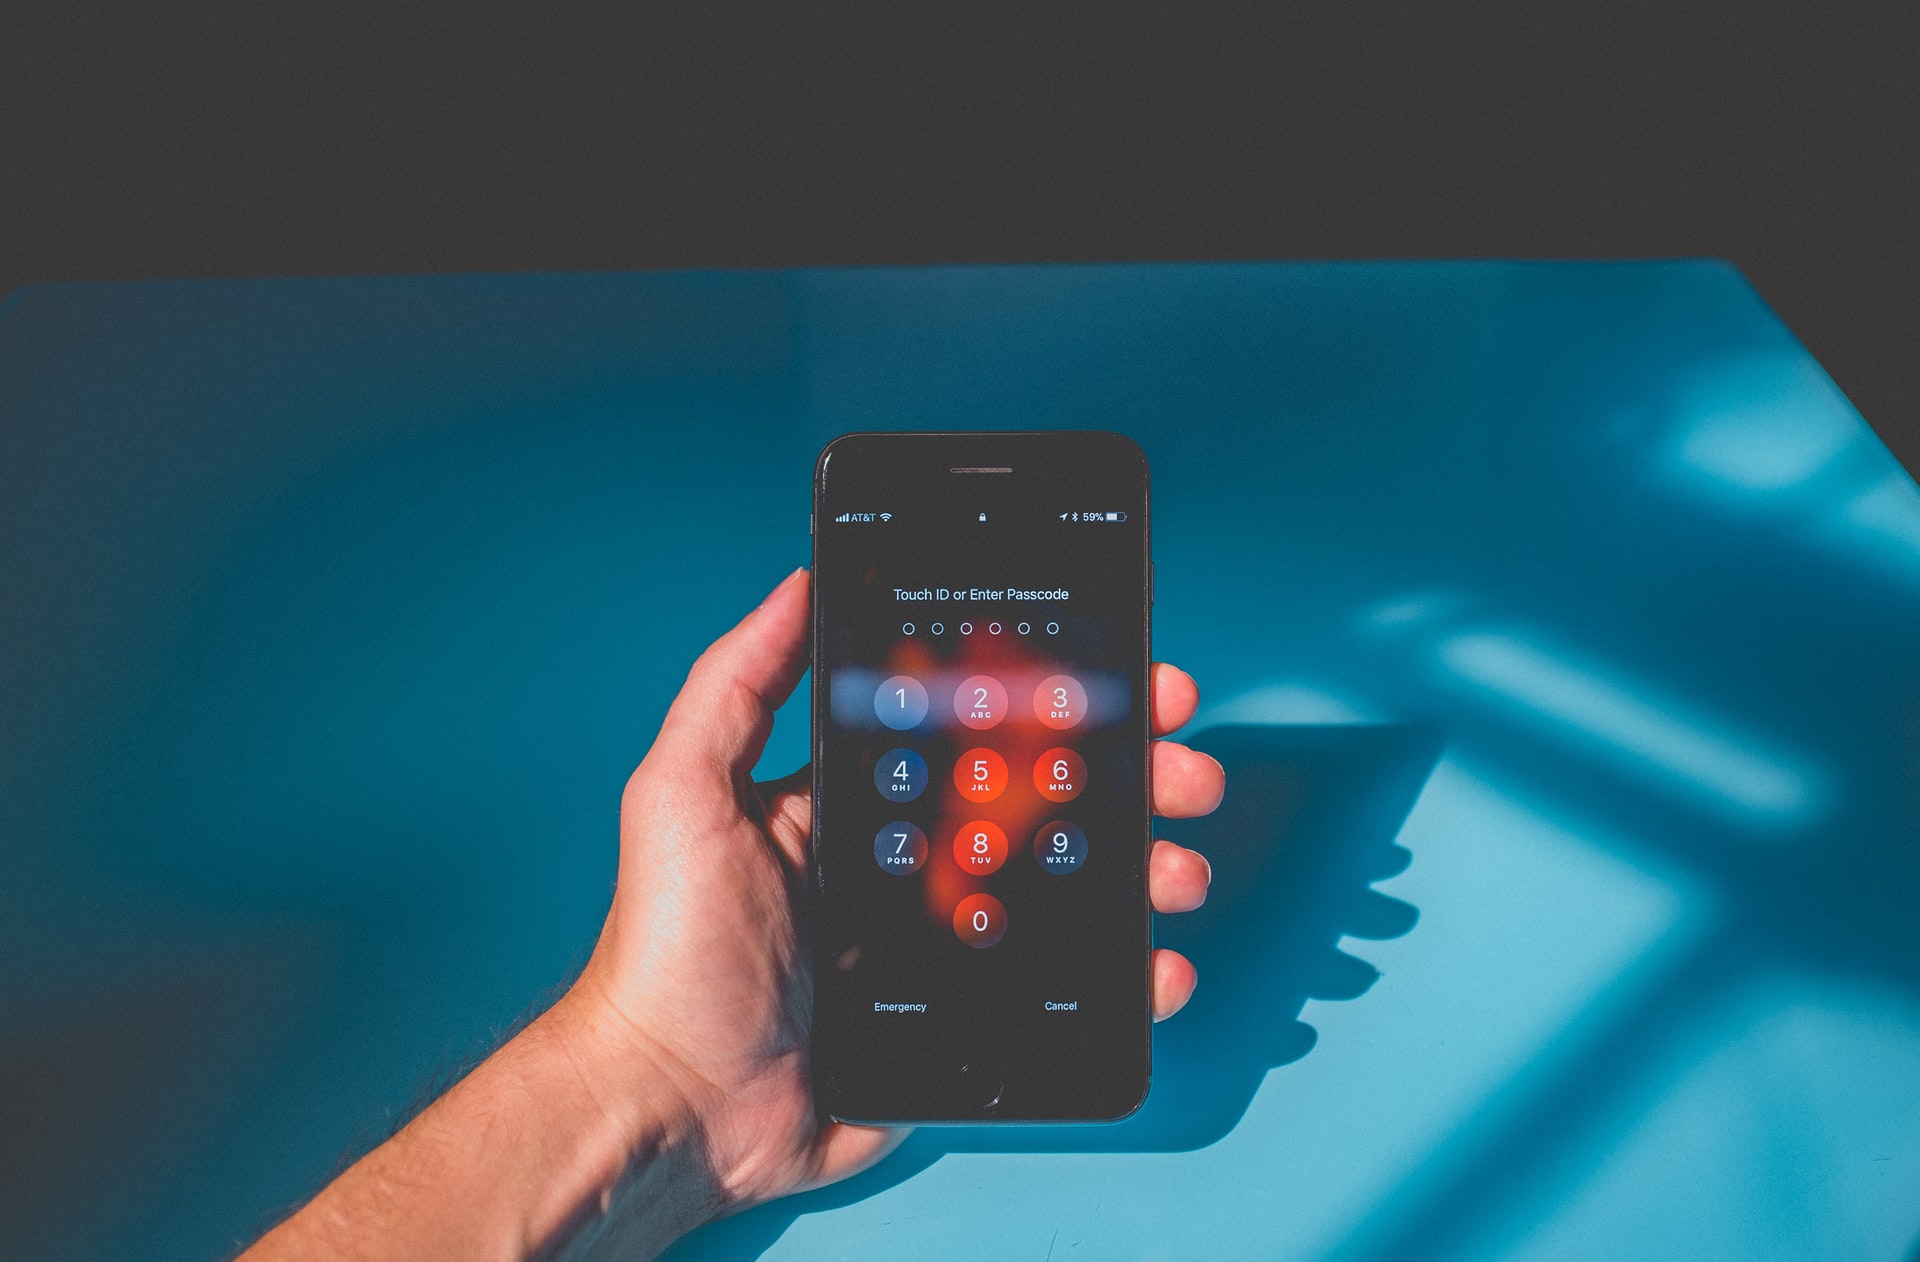 AT&T 59%
Touch ID or Enter Passcode
1 2 3
ABC DEF
4 5 6
GHI JKL MNO
7 8 9
PQRS TUV WXYZ
0
Emergency Cancel